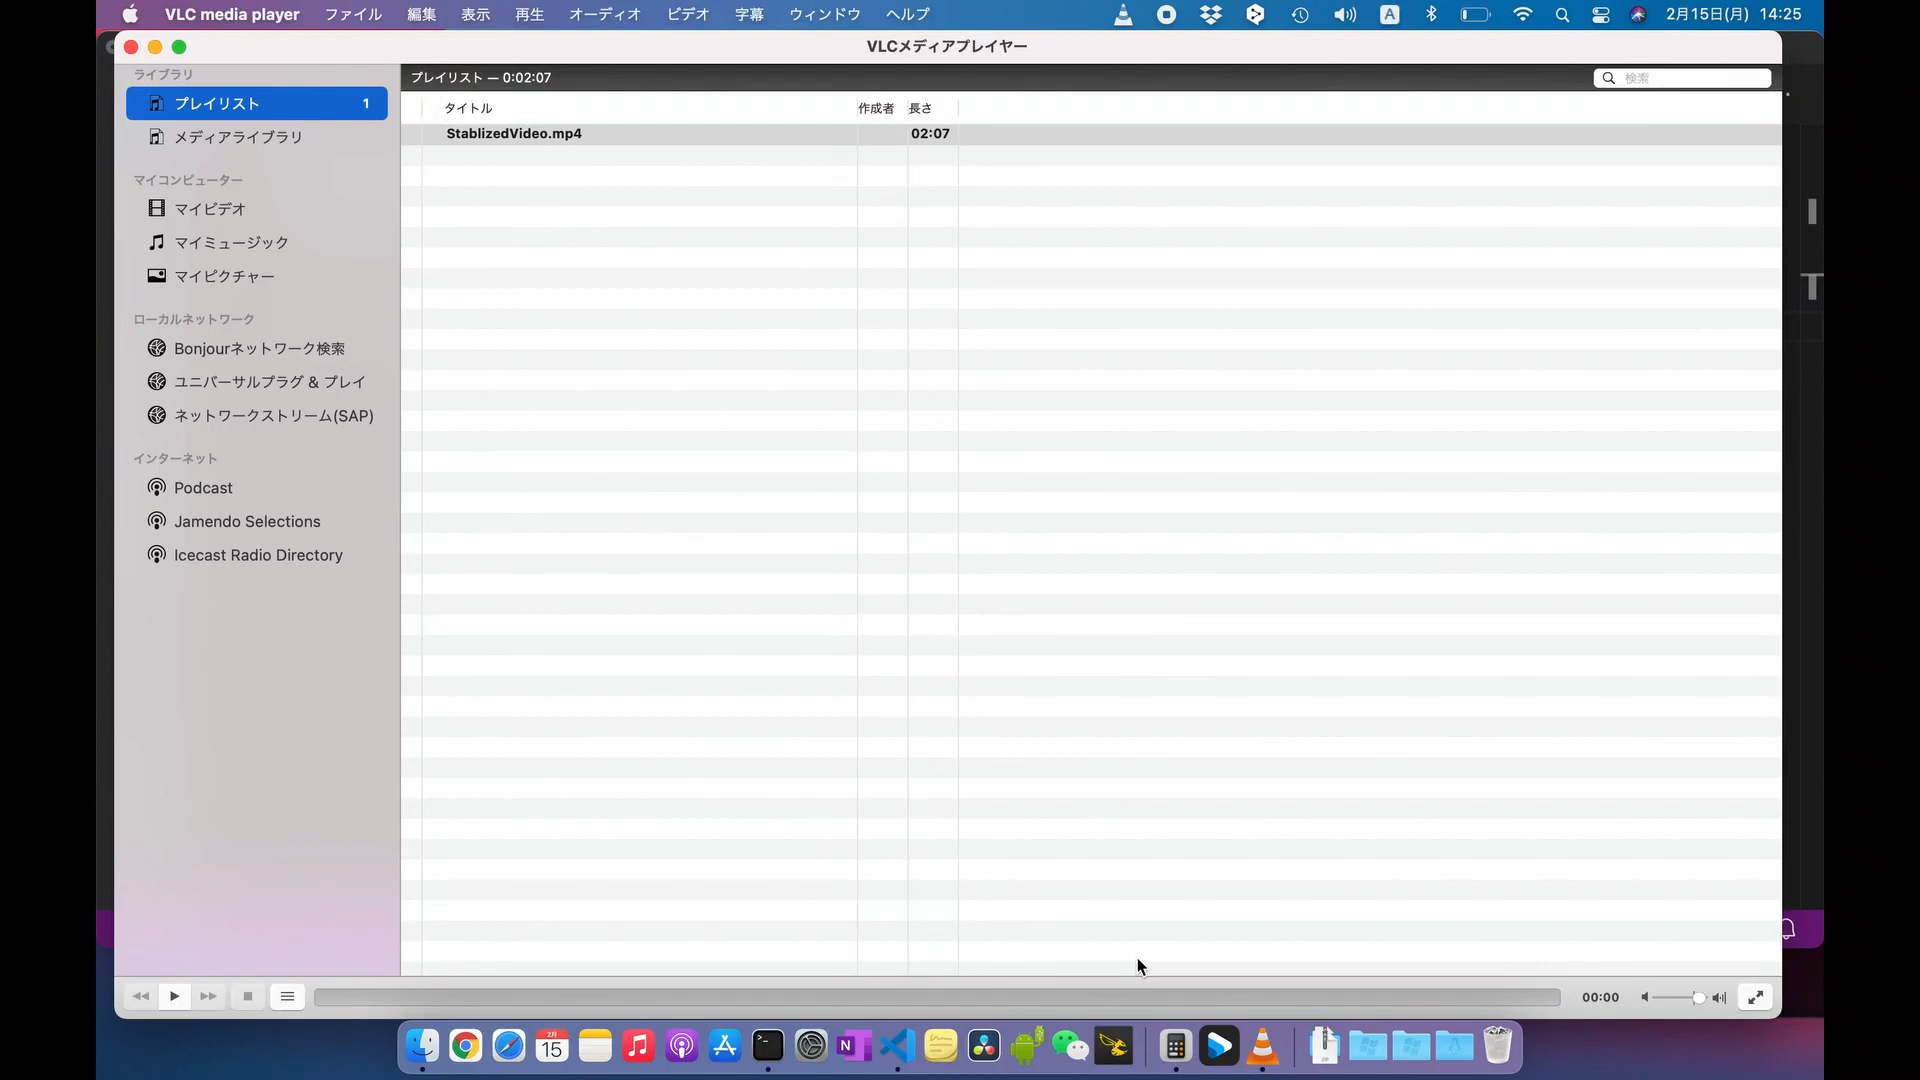 VLC media player ファイル 編集 表示 再生 オーディオ ビデオ 字幕 ウィンドウ ヘルプ A 2月15日(月) 14:25
VLCメディアプレイヤー
ライブラリ
プレイリスト 1
メディアライブラリ
マイコンピューター
マイビデオ
マイミュージック
マイピクチャー
ローカルネットワーク
Bonjourネットワーク検索
ユニバーサルプラグ & プレイ
ネットワークストリーム(SAP)
インターネット
Podcast
Jamendo Selections
Icecast Radio Directory
プレイリスト — 0:02:07
検索
タイトル 作成者 長さ
StablizedVideo.mp4 02:07
00:00
2月
15
N
ZIP